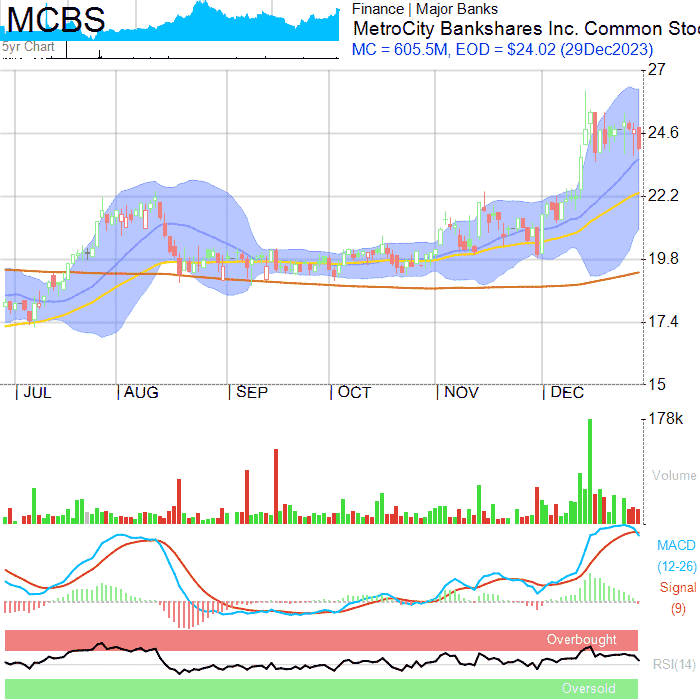 MCBS
5yr Chart
Finance | Major Banks
MetroCity Bankshares Inc. Common Stoc
MC = 605.5M, EOD = $24.02 (29Dec2023)
27
24.6
22.2
19.8
17.4
15
| JUL | AUG | SEP | OCT | NOV | DEC
178k
Volume
MACD
(12-26)
Signal
(9)
Overbought
RSI(14)
Oversold